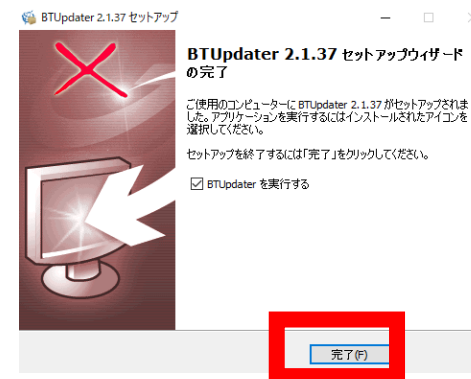 BTUpdater 2.1.37 セットアップ
BTUpdater 2.1.37 セットアップウィザード
の完了
ご使用のコンピューターに BTUpdater 2.1.37 がセットアップされま
した。アプリケーションを実行するにはインストールされたアイコンを
選択してください。
セットアップを終了するには「完了」をクリックしてください。
BTUpdater を実行する
完了(F)